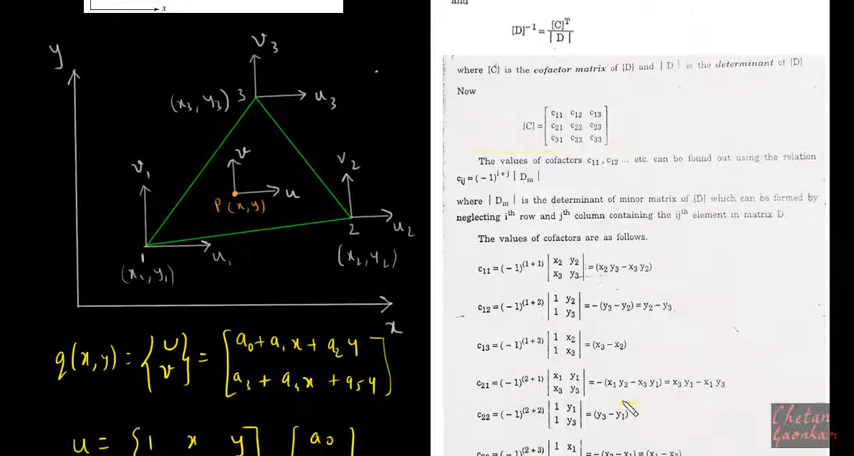 x
y
v₃
(x₃, y₃) 3
u₃
v₁
v
v₂
u
P(x,y)
1
u₁
2
u₂
(x₁, y₁)
(x₂, y₂)
x
q(x,y) = {u v} = [a₀ + a₁x + a₂y
a₃ + a₄x + a₅y]
u = {1 x y] [a₀
and
[D]⁻¹ = [C]ᵀ / | D |
where [C] is the cofactor matrix of [D] and | D | is the determinant of [D]
Now
[C] = [ c₁₁ c₁₂ c₁₃
c₂₁ c₂₂ c₂₃
c₃₁ c₃₂ c₃₃ ]
The values of cofactors c₁₁, c₁₂ ... etc. can be found out using the relation
cᵢⱼ = (– 1)ⁱ⁺ʲ | Dₘ |
where | Dₘ | is the determinant of minor matrix of [D] which can be formed by
neglecting iᵗʰ row and jᵗʰ column containing the ijᵗʰ element in matrix D.
The values of cofactors are as follows.
c₁₁ = (– 1)⁽¹⁺¹⁾ | x₂ y₂ x₃ y₃ | = (x₂ y₃ – x₃ y₂)
c₁₂ = (– 1)⁽¹⁺²⁾ | 1 y₂ 1 y₃ | = – (y₃ – y₂) = y₂ – y₃
c₁₃ = (– 1)⁽¹⁺³⁾ | 1 x₂ 1 x₃ | = (x₃ – x₂)
c₂₁ = (– 1)⁽²⁺¹⁾ | x₁ y₁ x₃ y₃ | = – (x₁ y₃ – x₃ y₁) = x₃ y₁ – x₁ y₃
c₂₂ = (– 1)⁽²⁺²⁾ | 1 y₁ 1 y₃ | = (y₃ – y₁)
Chetan
Gaonkar